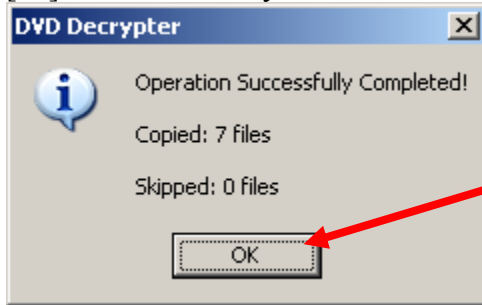 DVD Decrypter
Operation Successfully Completed!
Copied: 7 files
Skipped: 0 files
OK